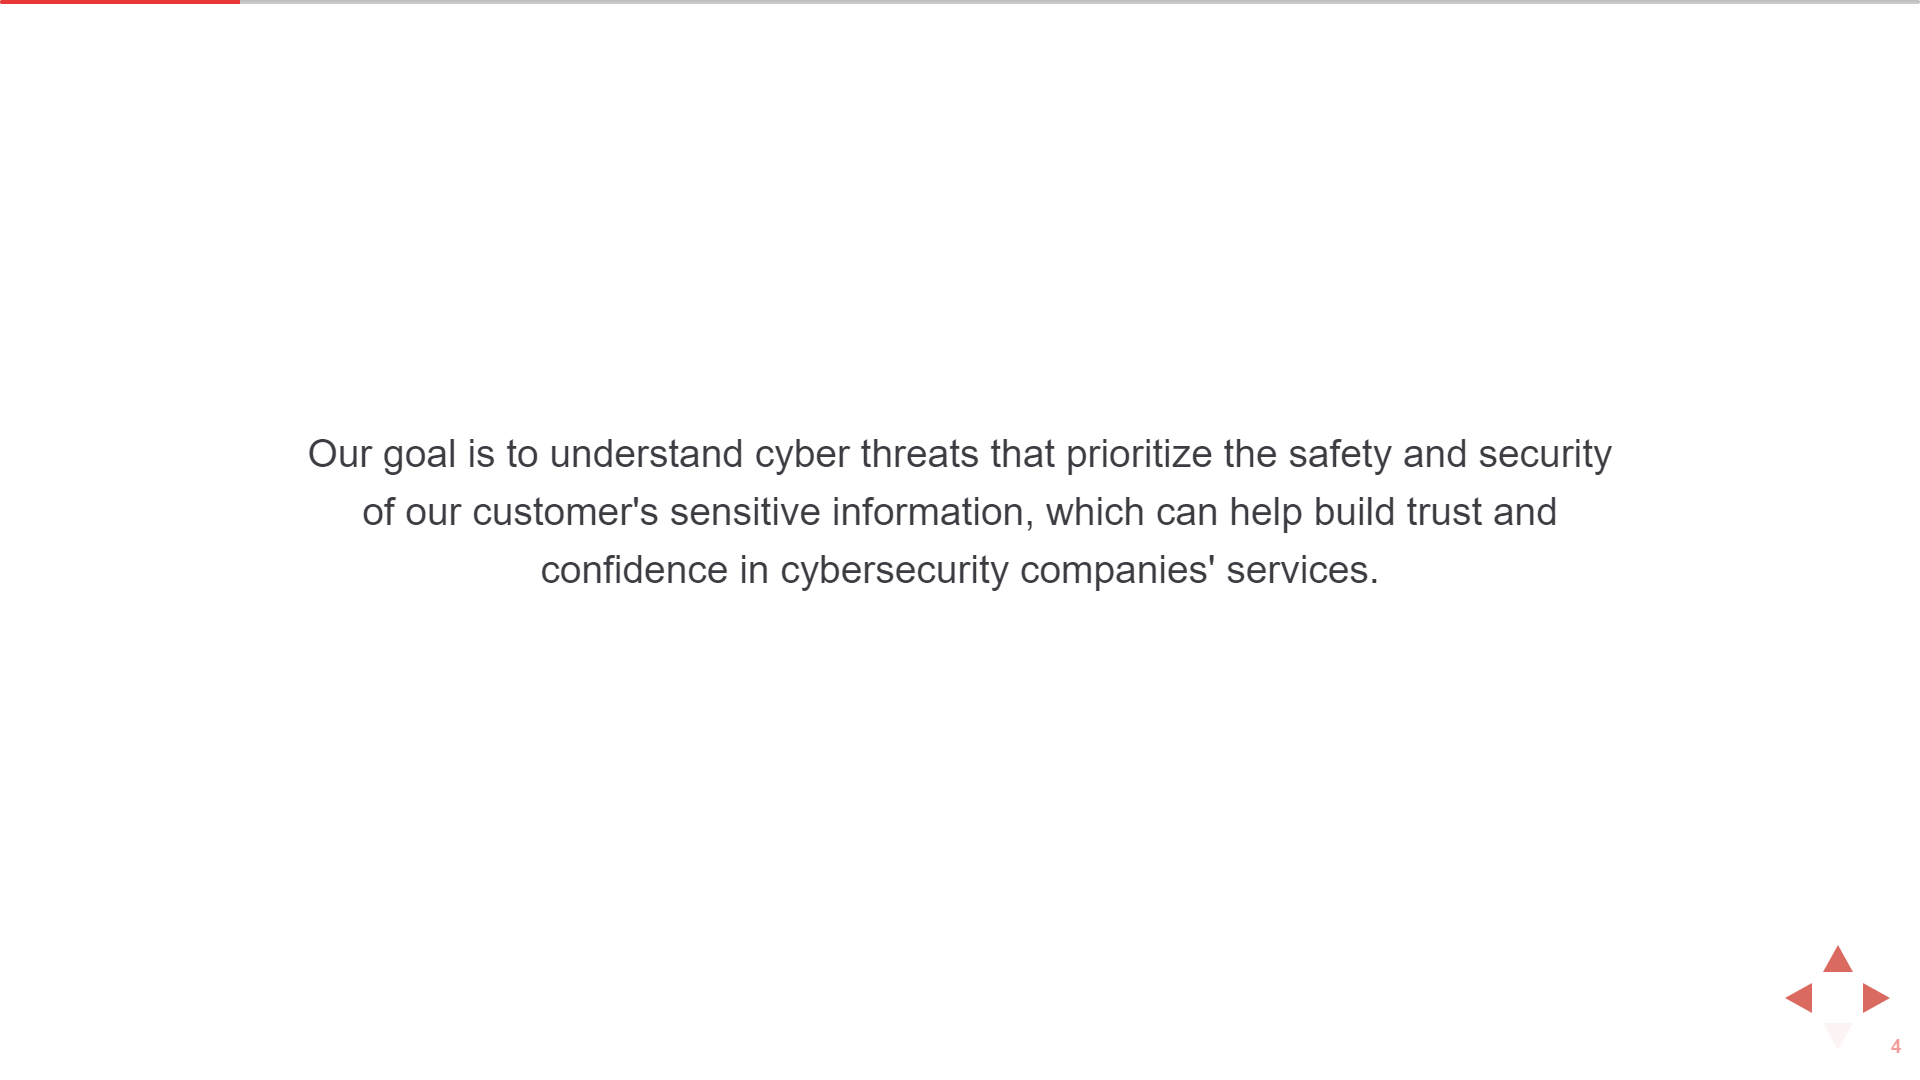 Our goal is to understand cyber threats that prioritize the safety and security
of our customer's sensitive information, which can help build trust and
confidence in cybersecurity companies' services.
4